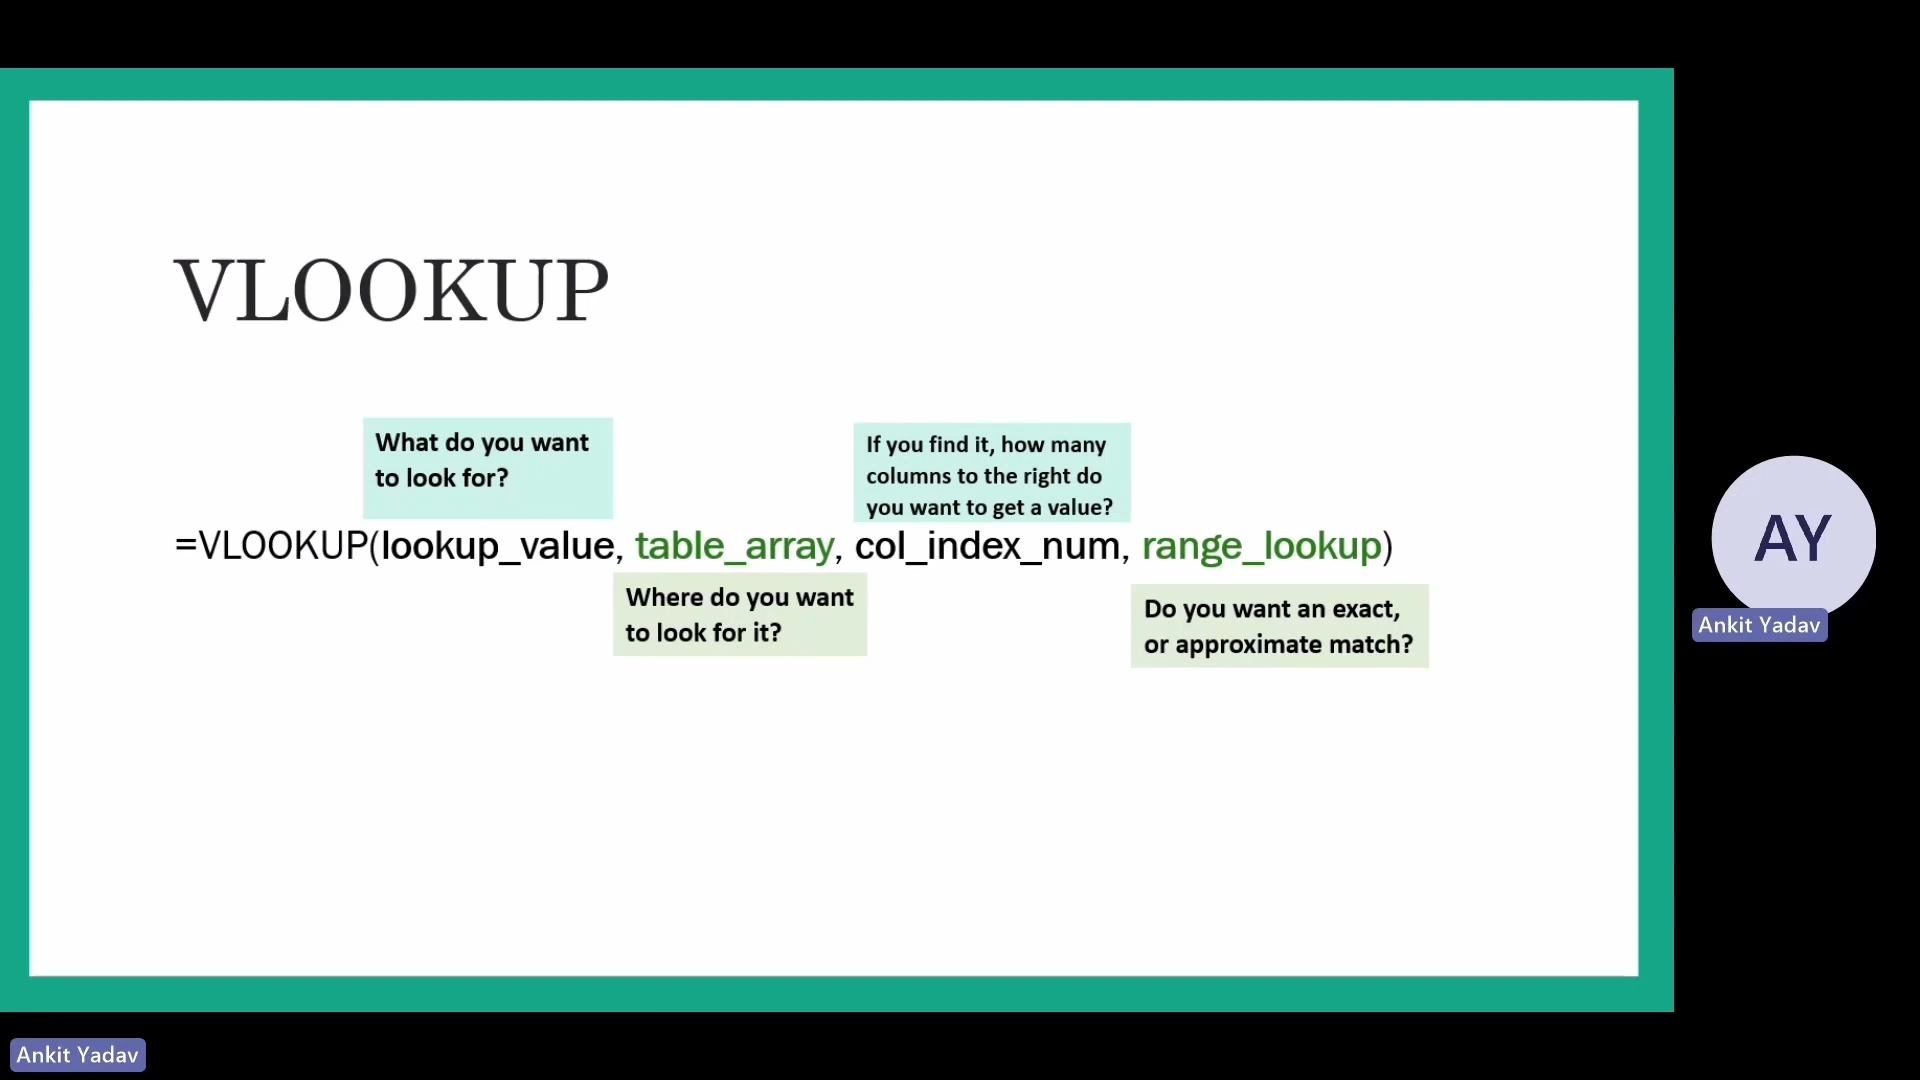 VLOOKUP
What do you want
to look for?
If you find it, how many
columns to the right do
you want to get a value?
=VLOOKUP(lookup_value, table_array, col_index_num, range_lookup)
Where do you want
to look for it?
Do you want an exact,
or approximate match?
AY
Ankit Yadav
Ankit Yadav